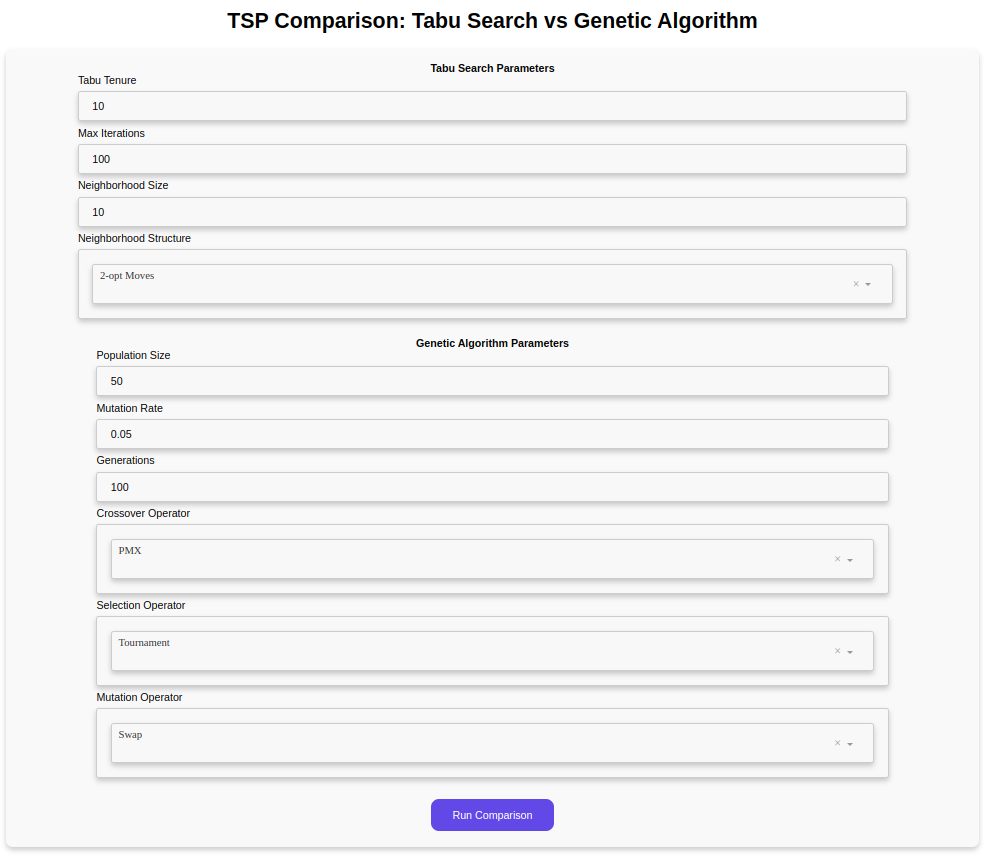 TSP Comparison: Tabu Search vs Genetic Algorithm
Tabu Search Parameters
Tabu Tenure
10
Max Iterations
100
Neighborhood Size
10
Neighborhood Structure
2-opt Moves
Genetic Algorithm Parameters
Population Size
50
Mutation Rate
0.05
Generations
100
Crossover Operator
PMX
Selection Operator
Tournament
Mutation Operator
Swap
Run Comparison